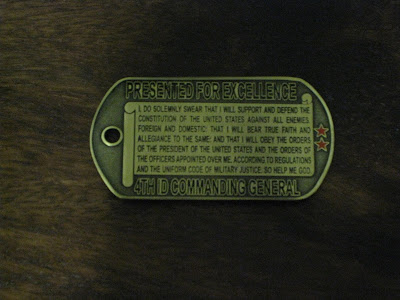 PRESENTED FOR EXCELLENCE
I, DO SOLEMNLY SWEAR THAT I WILL SUPPORT AND DEFEND THE
CONSTITUTION OF THE UNITED STATES AGAINST ALL ENEMIES,
FOREIGN AND DOMESTIC; THAT I WILL BEAR TRUE FAITH AND
ALLEGIANCE TO THE SAME; AND THAT I WILL OBEY THE ORDERS
OF THE PRESIDENT OF THE UNITED STATES AND THE ORDERS OF
THE OFFICERS APPOINTED OVER ME, ACCORDING TO REGULATIONS
AND THE UNIFORM CODE OF MILITARY JUSTICE; SO HELP ME GOD
4TH ID COMMANDING GENERAL